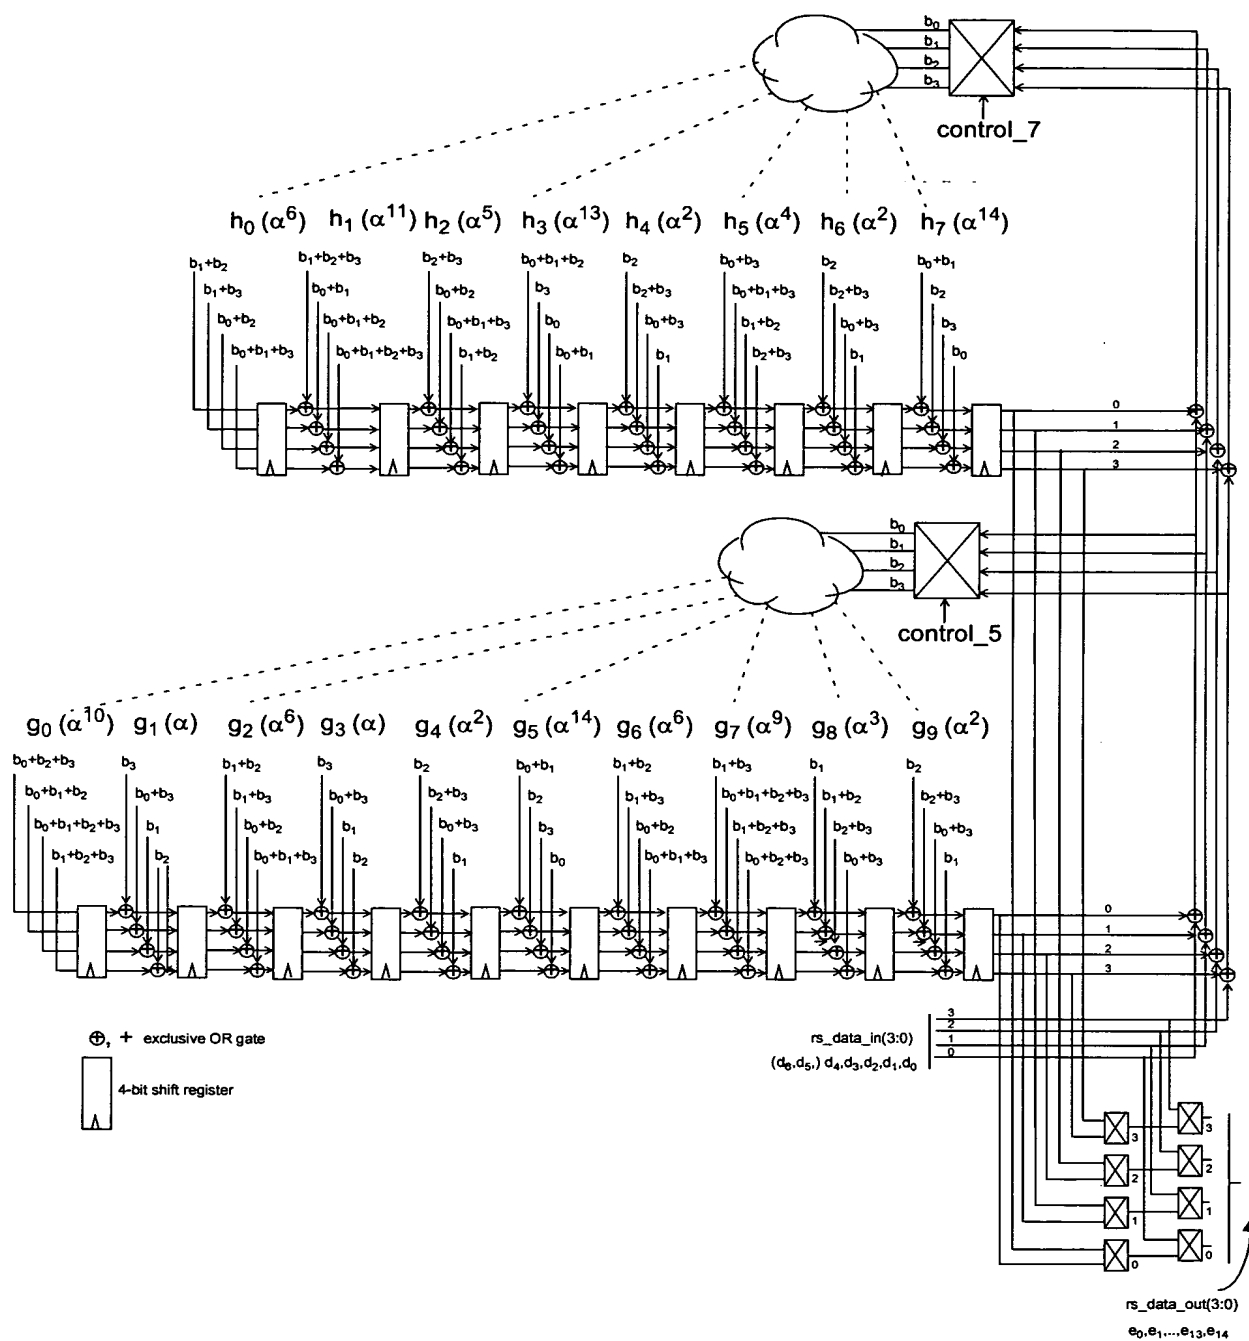 b₀
b₁
b₂
b₃
control_7
h₀ (α⁶) h₁ (α¹¹) h₂ (α⁵) h₃ (α¹³) h₄ (α²) h₅ (α⁴) h₆ (α²) h₇ (α¹⁴)
b₁+b₂ b₁+b₂+b₃ b₂+b₃ b₀+b₁+b₂ b₂ b₀+b₃ b₂ b₀+b₁
b₁+b₃ b₀+b₁ b₀+b₂ b₃ b₂+b₃ b₀+b₁+b₃ b₂+b₃ b₂
b₀+b₂ b₀+b₁+b₂ b₀+b₁+b₃ b₀ b₀+b₃ b₁+b₂ b₀+b₃ b₃
b₀+b₁+b₃ b₀+b₁+b₂+b₃ b₁+b₂ b₀+b₁ b₁ b₂+b₃ b₁ b₀
0
1
2
3
b₀
b₁
b₂
b₃
control_5
g₀ (α¹⁰) g₁ (α) g₂ (α⁶) g₃ (α) g₄ (α²) g₅ (α¹⁴) g₆ (α⁶) g₇ (α⁹) g₈ (α³) g₉ (α²)
b₀+b₂+b₃ b₃ b₁+b₂ b₃ b₂ b₀+b₁ b₁+b₂ b₁+b₃ b₁ b₂
b₀+b₁+b₂ b₀+b₃ b₁+b₃ b₀+b₃ b₂+b₃ b₂ b₁+b₃ b₀+b₁+b₂+b₃ b₁+b₂ b₂+b₃
b₀+b₁+b₂+b₃ b₁ b₀+b₂ b₁ b₀+b₃ b₃ b₀+b₂ b₁+b₂+b₃ b₂+b₃ b₀+b₃
b₁+b₂+b₃ b₂ b₀+b₁+b₃ b₂ b₁ b₀ b₀+b₁+b₃ b₀+b₂+b₃ b₀+b₃ b₁
0
1
2
3
⊕, + exclusive OR gate
4-bit shift register
rs_data_in(3:0)
(d₆,d₅,) d₄,d₃,d₂,d₁,d₀
3
2
1
0
3 3
2 2
1 1
0 0
rs_data_out(3:0)
e₀,e₁,...,e₁₃,e₁₄